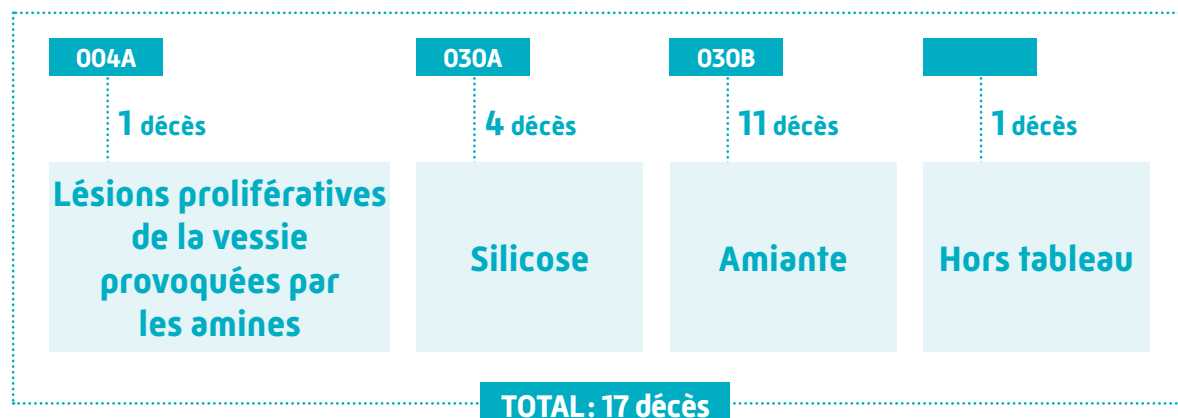 004A
1 décès
Lésions prolifératives
de la vessie
provoquées par
les amines
030A
4 décès
Silicose
030B
11 décès
Amiante
1 décès
Hors tableau
TOTAL: 17 décès